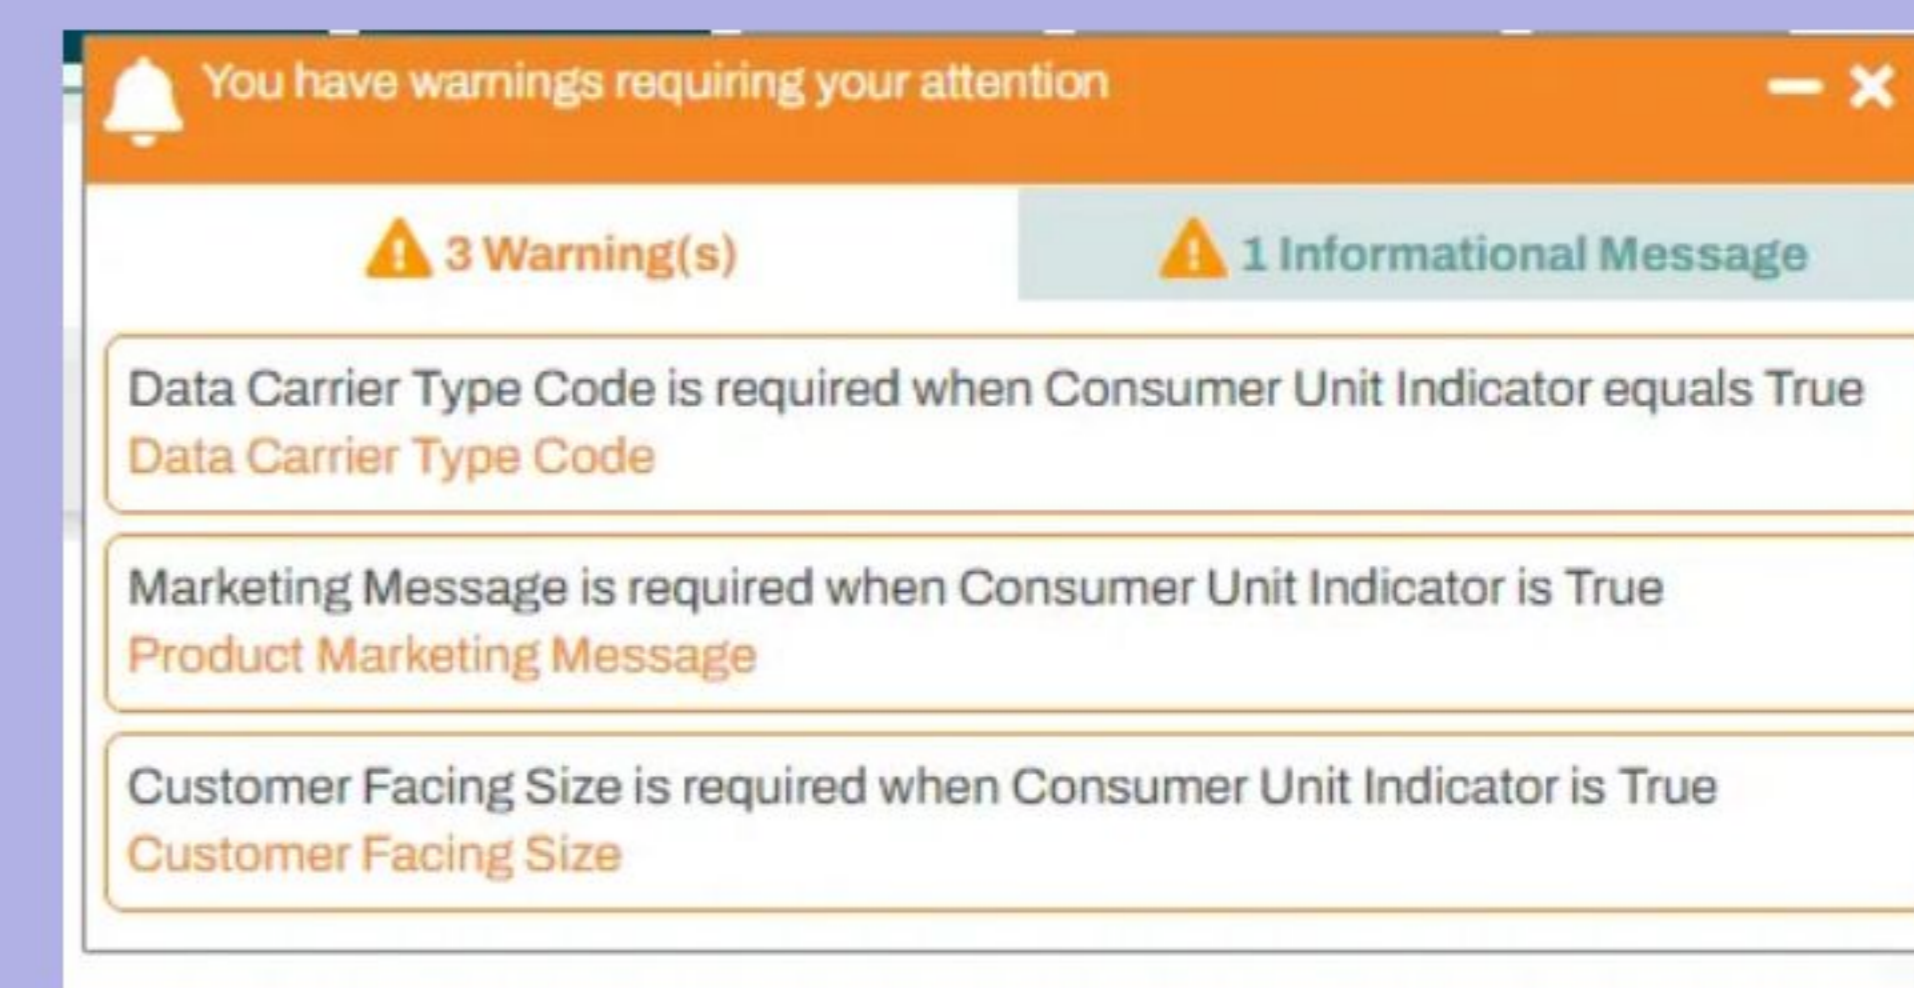 You have warnings requiring your attention
3 Warning(s)
1 Informational Message
Data Carrier Type Code is required when Consumer Unit Indicator equals True
Data Carrier Type Code
Marketing Message is required when Consumer Unit Indicator is True
Product Marketing Message
Customer Facing Size is required when Consumer Unit Indicator is True
Customer Facing Size